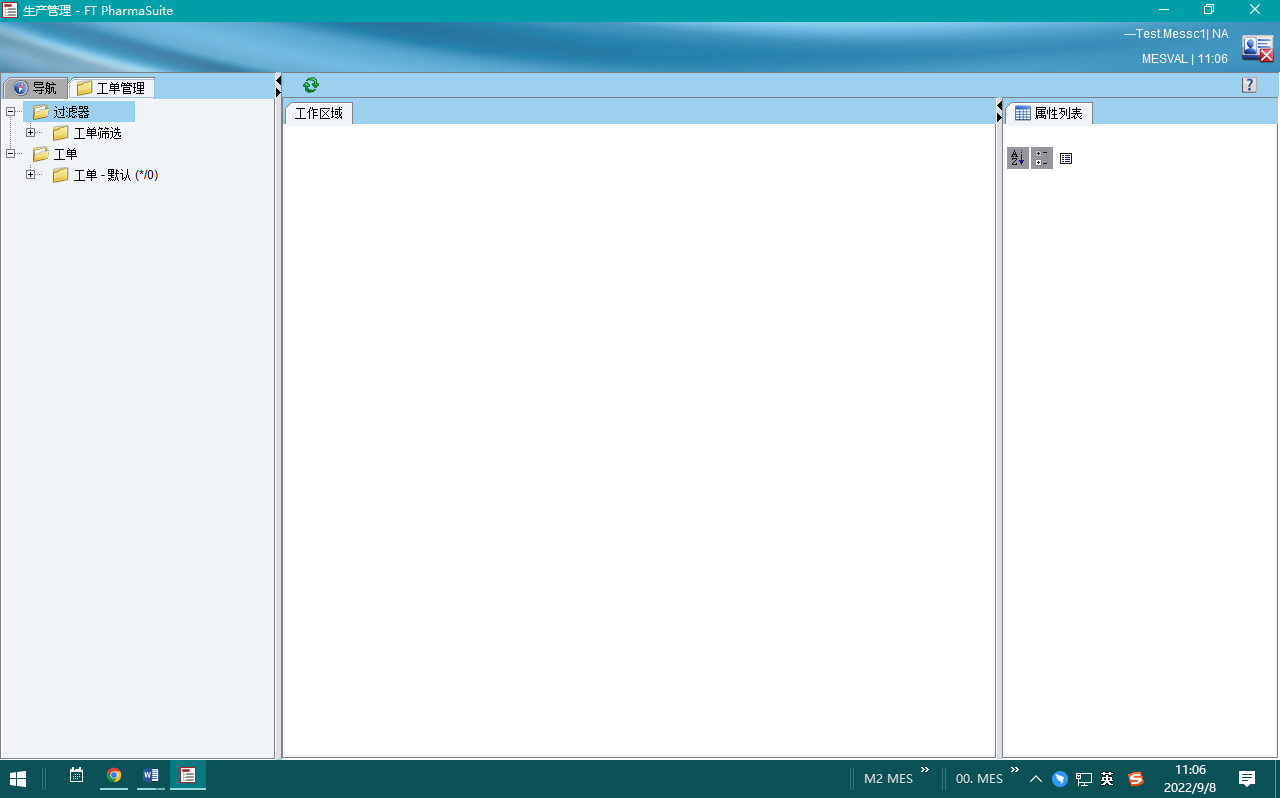 生产管理 - FT PharmaSuite
---Test.Messc1| NA
MESVAL | 11:06
导航
工单管理
过滤器
工单筛选
工单
工单 - 默认 (*/0)
工作区域
属性列表
M2 MES
00. MES
英
11:06
2022/9/8